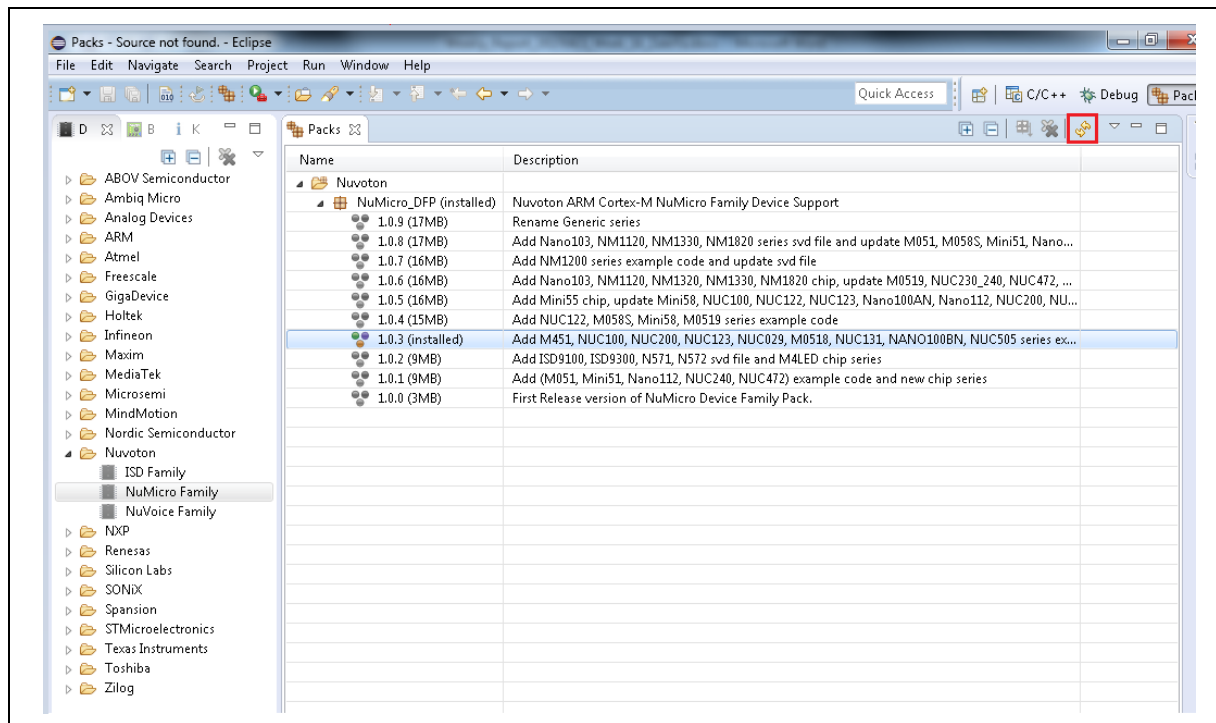 Packs - Source not found. - Eclipse
File Edit Navigate Search Project Run Window Help
Quick Access C/C++ Debug Pack
D B i K
Packs
Name Description
ABOV Semiconductor
Ambiq Micro
Analog Devices
ARM
Atmel
Freescale
GigaDevice
Holtek
Infineon
Maxim
MediaTek
Microsemi
MindMotion
Nordic Semiconductor
Nuvoton
ISD Family
NuMicro Family
NuVoice Family
NXP
Renesas
Silicon Labs
SONiX
Spansion
STMicroelectronics
Texas Instruments
Toshiba
Zilog
Nuvoton
NuMicro_DFP (installed) Nuvoton ARM Cortex-M NuMicro Family Device Support
1.0.9 (17MB) Rename Generic series
1.0.8 (17MB) Add Nano103, NM1120, NM1330, NM1820 series svd file and update M051, M058S, Mini51, Nano...
1.0.7 (16MB) Add NM1200 series example code and update svd file
1.0.6 (16MB) Add Nano103, NM1120, NM1320, NM1330, NM1820 chip, update M0519, NUC230_240, NUC472, ...
1.0.5 (16MB) Add Mini55 chip, update Mini58, NUC100, NUC122, NUC123, Nano100AN, Nano112, NUC200, NU...
1.0.4 (15MB) Add NUC122, M058S, Mini58, M0519 series example code
1.0.3 (installed) Add M451, NUC100, NUC200, NUC123, NUC029, M0518, NUC131, NANO100BN, NUC505 series ex...
1.0.2 (9MB) Add ISD9100, ISD9300, N571, N572 svd file and M4LED chip series
1.0.1 (9MB) Add (M051, Mini51, Nano112, NUC240, NUC472) example code and new chip series
1.0.0 (3MB) First Release version of NuMicro Device Family Pack.